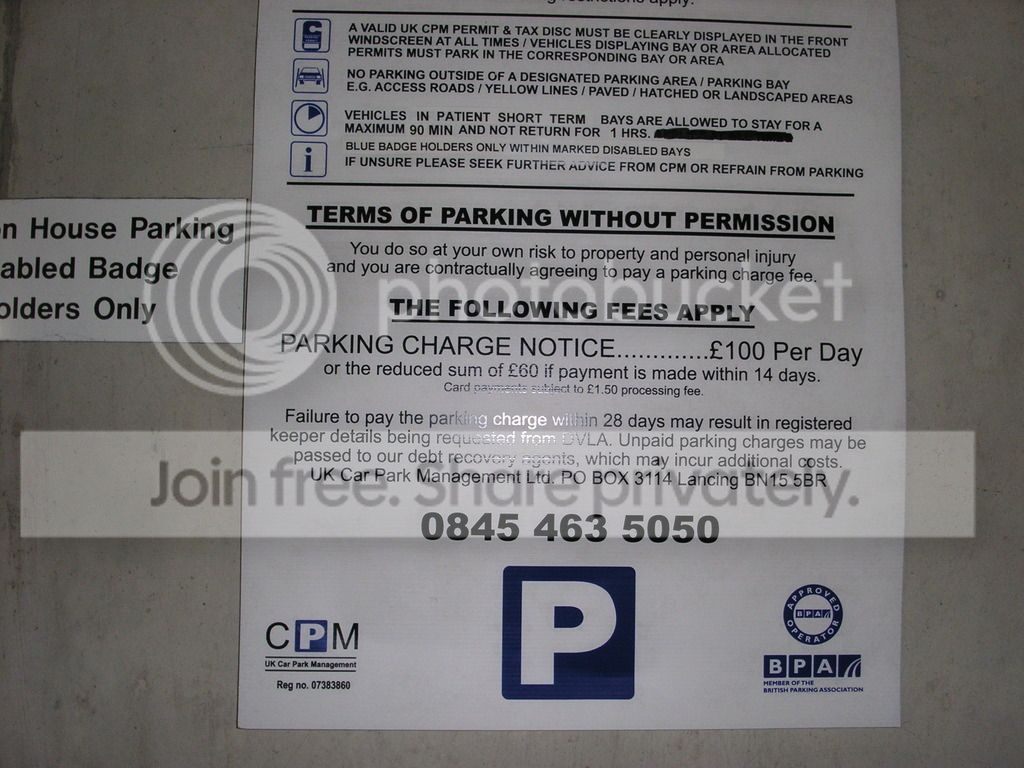 restrictions apply.
A VALID UK CPM PERMIT & TAX DISC MUST BE CLEARLY DISPLAYED IN THE FRONT
WINDSCREEN AT ALL TIMES / VEHICLES DISPLAYING BAY OR AREA ALLOCATED
PERMITS MUST PARK IN THE CORRESPONDING BAY OR AREA
NO PARKING OUTSIDE OF A DESIGNATED PARKING AREA / PARKING BAY
E.G. ACCESS ROADS / YELLOW LINES / PAVED / HATCHED OR LANDSCAPED AREAS
VEHICLES IN PATIENT SHORT TERM BAYS ARE ALLOWED TO STAY FOR A
MAXIMUM 90 MIN AND NOT RETURN FOR 1 HRS.
BLUE BADGE HOLDERS ONLY WITHIN MARKED DISABLED BAYS
i
IF UNSURE PLEASE SEEK FURTHER ADVICE FROM CPM OR REFRAIN FROM PARKING
TERMS OF PARKING WITHOUT PERMISSION
You do so at your own risk to property and personal injury
and you are contractually agreeing to pay a parking charge fee.
THE FOLLOWING FEES APPLY
PARKING CHARGE NOTICE.............£100 Per Day
or the reduced sum of £60 if payment is made within 14 days.
Card payments subject to £1.50 processing fee.
Failure to pay the parking charge within 28 days may result in registered
keeper details being requested from DVLA. Unpaid parking charges may be
passed to our debt recovery agents, which may incur additional costs.
UK Car Park Management Ltd. PO BOX 3114 Lancing BN15 5BR
0845 463 5050
P
CPM
UK Car Park Management
Reg no. 07383860
APPROVED
BPA
OPERATOR
BPA
MEMBER OF THE
BRITISH PARKING ASSOCIATION
n House Parking
abled Badge
olders Only
photobucket
Join free. Share privately.